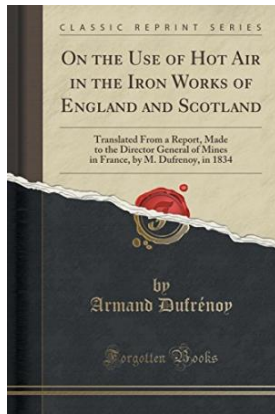 CLASSIC REPRINT SERIES
On the Use of Hot Air
in the Iron Works of
England and Scotland
Translated From a Report, Made
to the Director General of Mines
in France, by M. Dufrenoy, in 1834
by
Armand Dufrénoy
Forgotten Books